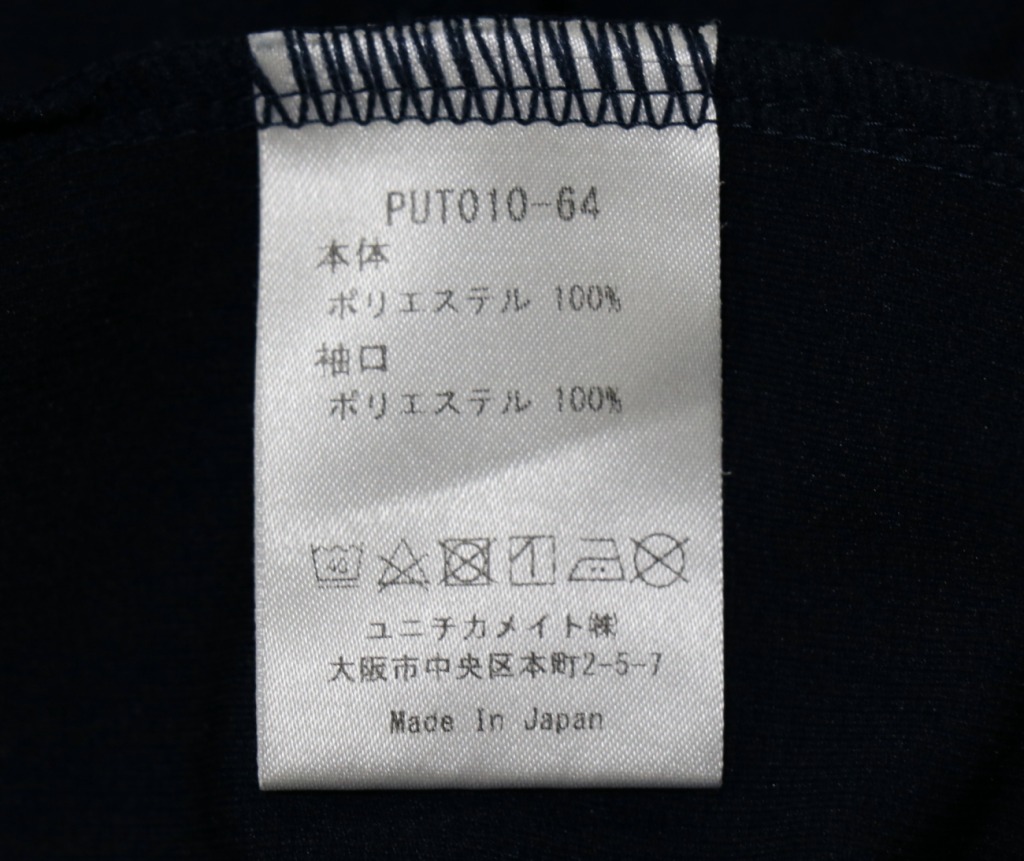 PUT010-64
本体
ポリエステル 100%
袖口
ポリエステル 100%
40
ユニチカメイト㈱
大阪市中央区本町2-5-7
Made In Japan